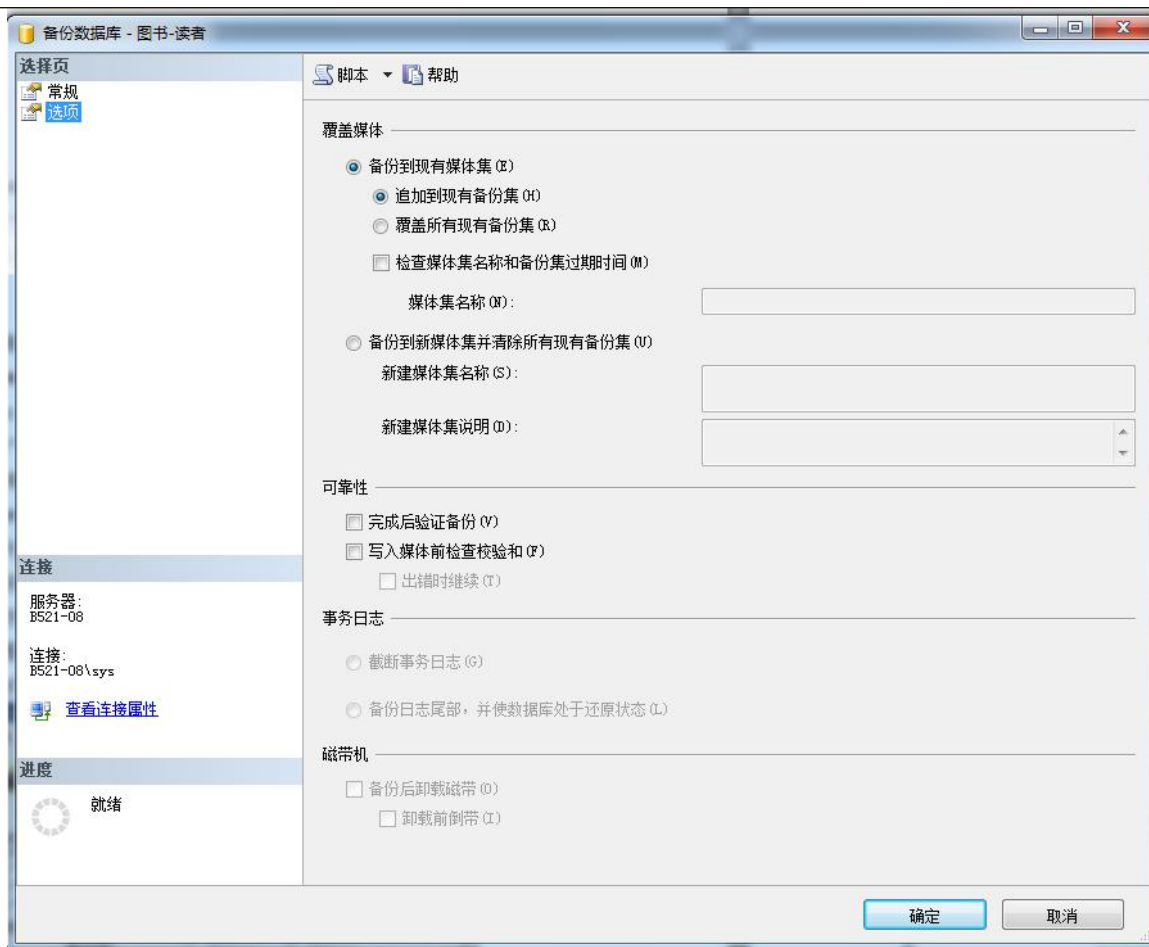 备份数据库 - 图书-读者
选择页
常规
选项
脚本
帮助
覆盖媒体
备份到现有媒体集(E)
追加到现有备份集(H)
覆盖所有现有备份集(R)
检查媒体集名称和备份集过期时间(M)
媒体集名称(N):
备份到新媒体集并清除所有现有备份集(U)
新建媒体集名称(S):
新建媒体集说明(D):
可靠性
完成后验证备份(V)
写入媒体前检查校验和(F)
出错时继续(T)
事务日志
截断事务日志(G)
备份日志尾部，并使数据库处于还原状态(L)
磁带机
备份后卸载磁带(O)
卸载前倒带(I)
连接
服务器:
B521-08
连接:
B521-08\sys
查看连接属性
进度
就绪
确定
取消